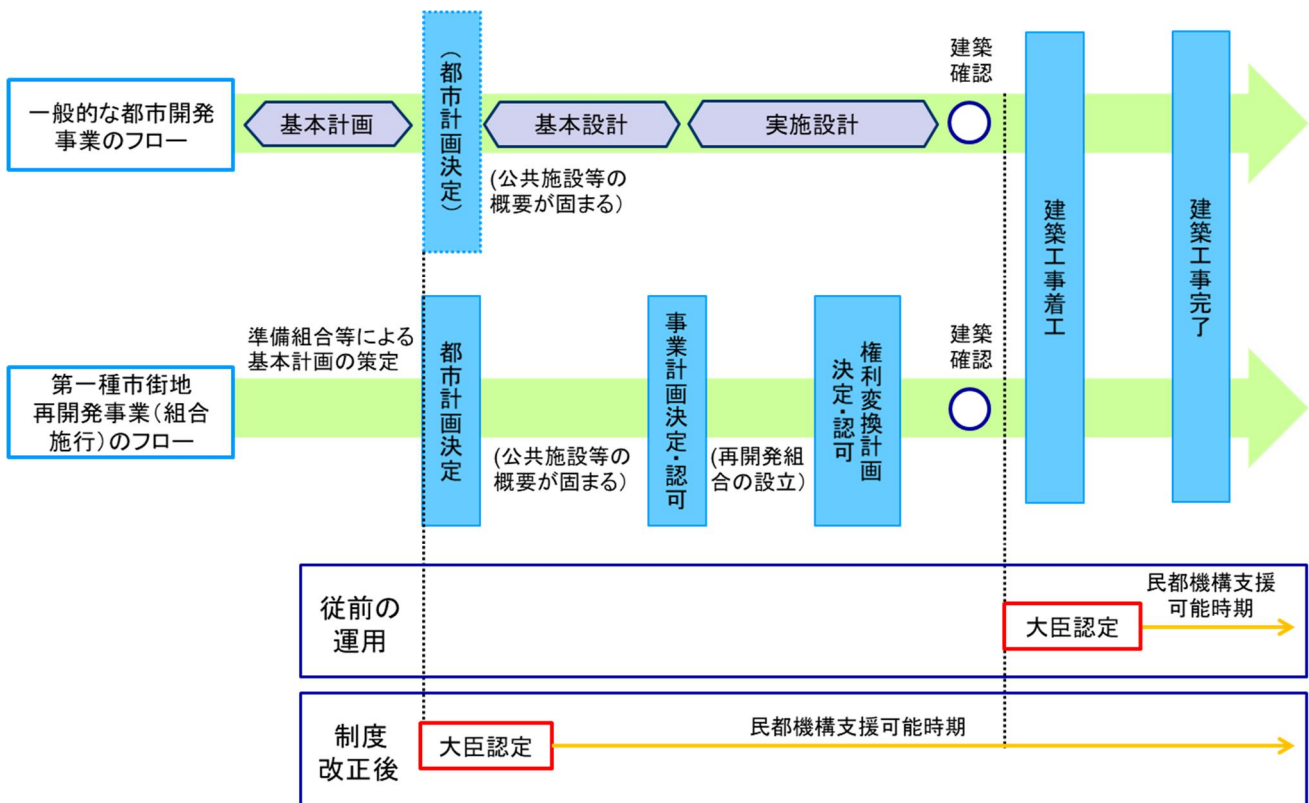 一般的な都市開発
事業のフロー
基本計画
(都市計画決定)
基本設計
(公共施設等の
概要が固まる)
実施設計
建築
確認
建築工事着工
建築工事完了
第一種市街地
再開発事業(組合
施行)のフロー
準備組合等による
基本計画の策定
都市計画決定
(公共施設等の
概要が固まる)
事業計画決定・認可
(再開発組
合の設立)
権利変換計画
決定・認可
建築
確認
従前の
運用
大臣認定
民都機構支援
可能時期
制度
改正後
大臣認定
民都機構支援可能時期